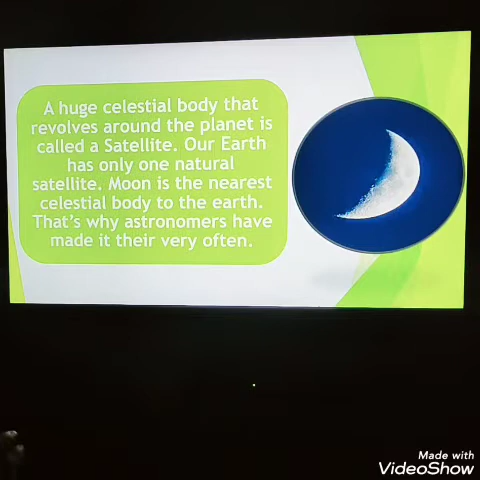 A huge celestial body that
revolves around the planet is
called a Satellite. Our Earth
has only one natural
satellite. Moon is the nearest
celestial body to the earth.
That's why astronomers have
made it their very often.
Made with
VideoShow